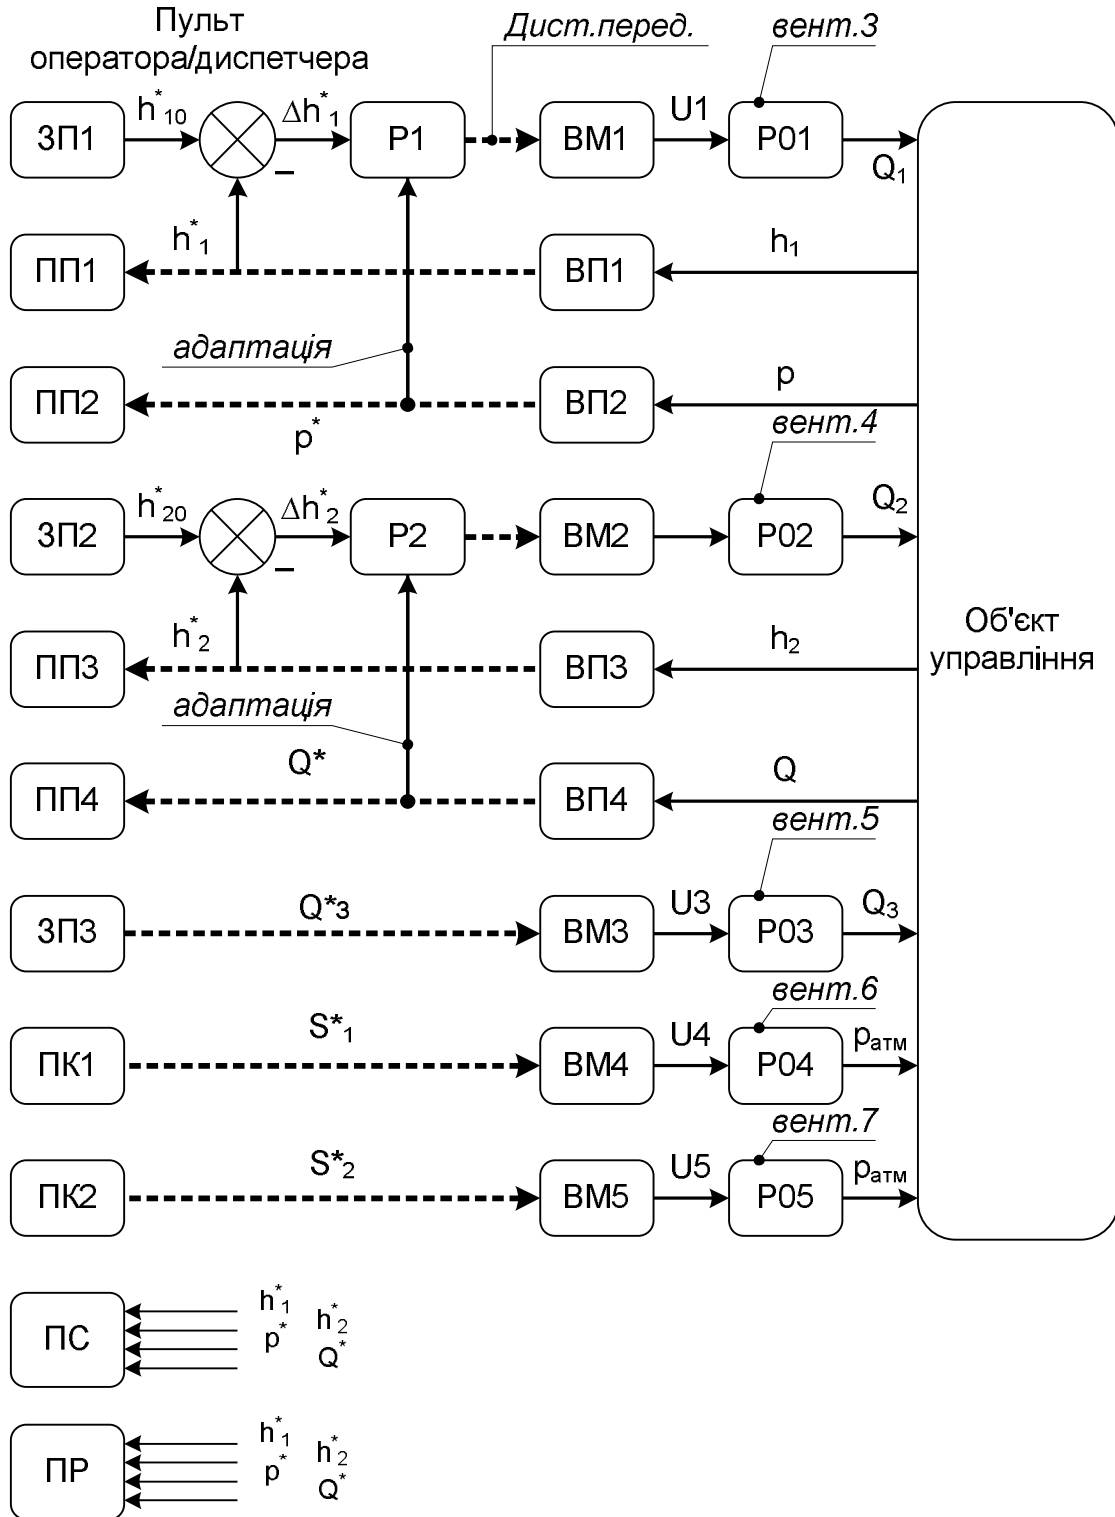 Пульт
оператора/диспетчера
Дист.перед.
вент.3
ЗП1
h*10
Δh*1
–
Р1
ВМ1
U1
РО1
Q1
ПП1
h*1
ВП1
h1
адаптація
ПП2
p*
ВП2
p
вент.4
ЗП2
h*20
Δh*2
–
Р2
ВМ2
РО2
Q2
Об'єкт
управління
ПП3
h*2
ВП3
h2
адаптація
ПП4
Q*
ВП4
Q
вент.5
ЗП3
Q*3
ВМ3
U3
РО3
Q3
вент.6
ПК1
S*1
ВМ4
U4
РО4
pатм
вент.7
ПК2
S*2
ВМ5
U5
РО5
pатм
ПС
h*1
h*2
p*
Q*
ПР
h*1
h*2
p*
Q*